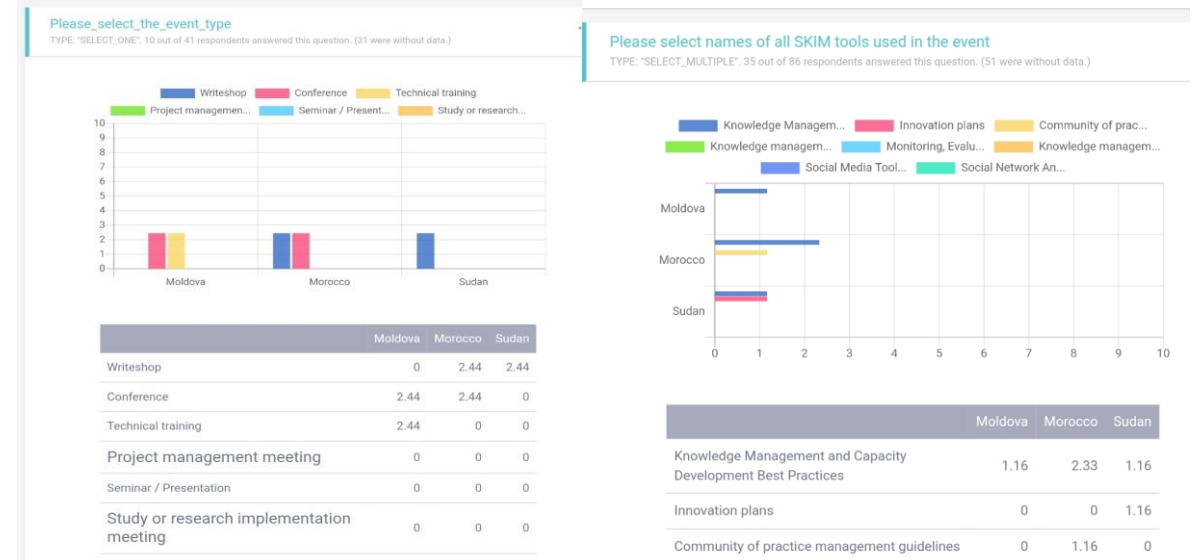 Please_select_the_event_type
TYPE: "SELECT_ONE". 10 out of 41 respondents answered this question. (31 were without data.)
Writeshop Conference Technical training
Project managemen... Seminar / Present... Study or research...
10
9
8
7
6
5
4
3
2
1
0
Moldova Morocco Sudan
Moldova Morocco Sudan
Writeshop 0 2.44 2.44
Conference 2.44 2.44 0
Technical training 2.44 0 0
Project management meeting 0 0 0
Seminar / Presentation 0 0 0
Study or research implementation
meeting 0 0 0
Please select names of all SKIM tools used in the event
TYPE: "SELECT_MULTIPLE". 35 out of 86 respondents answered this question. (51 were without data.)
Knowledge Managem... Innovation plans Community of prac...
Knowledge managem... Monitoring, Evalu... Knowledge managem...
Social Media Tool... Social Network An...
Moldova
Morocco
Sudan
0 1 2 3 4 5 6 7 8 9 10
Moldova Morocco Sudan
Knowledge Management and Capacity
Development Best Practices 1.16 2.33 1.16
Innovation plans 0 0 1.16
Community of practice management guidelines 0 1.16 0